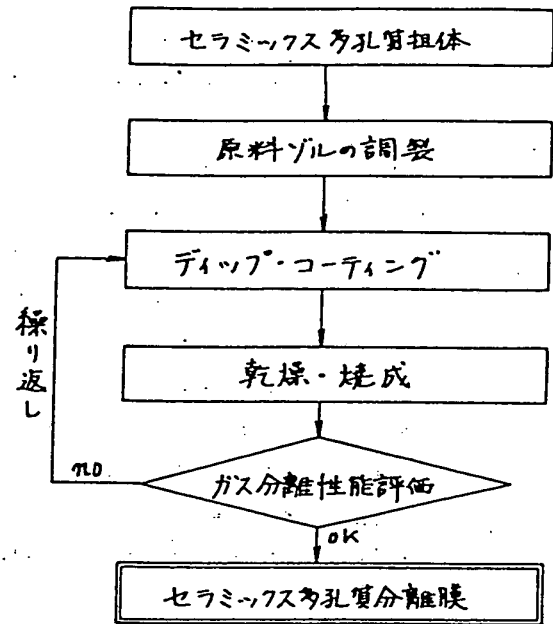 セラミックス多孔質担体
原料ゾルの調製
ディップ・コーティング
乾燥・焼成
繰り返し
no
ガス分離性能評価
OK
セラミックス多孔質分離膜